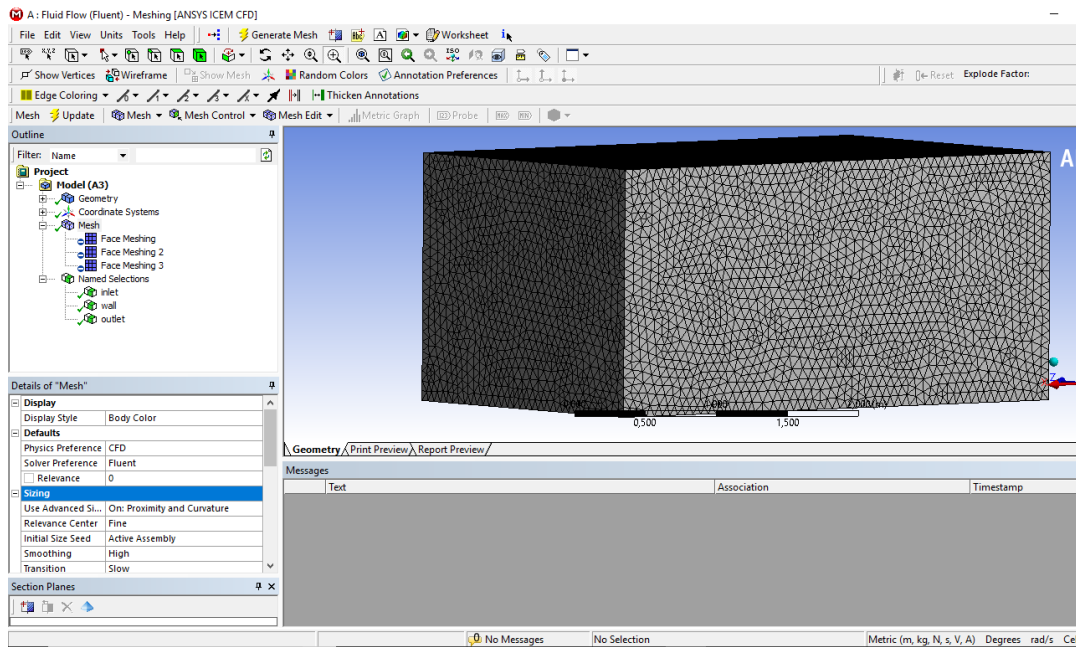 A : Fluid Flow (Fluent) - Meshing [ANSYS ICEM CFD]
File Edit View Units Tools Help Generate Mesh A Worksheet
Show Vertices Wireframe Show Mesh Random Colors Annotation Preferences Reset Explode Factor:
Edge Coloring Thicken Annotations
Mesh Update Mesh Mesh Control Mesh Edit Metric Graph Probe
Outline
Filter: Name
Project
Model (A3)
Geometry
Coordinate Systems
Mesh
Face Meshing
Face Meshing 2
Face Meshing 3
Named Selections
inlet
wall
outlet
A
Z
0,500 1,500
Geometry Print Preview Report Preview
Details of "Mesh"
Display
Display Style Body Color
Defaults
Physics Preference CFD
Solver Preference Fluent
Relevance 0
Sizing
Use Advanced Si... On: Proximity and Curvature
Relevance Center Fine
Initial Size Seed Active Assembly
Smoothing High
Transition Slow
Section Planes
Messages
Text Association Timestamp
0 No Messages No Selection Metric (m, kg, N, s, V, A) Degrees rad/s Ce